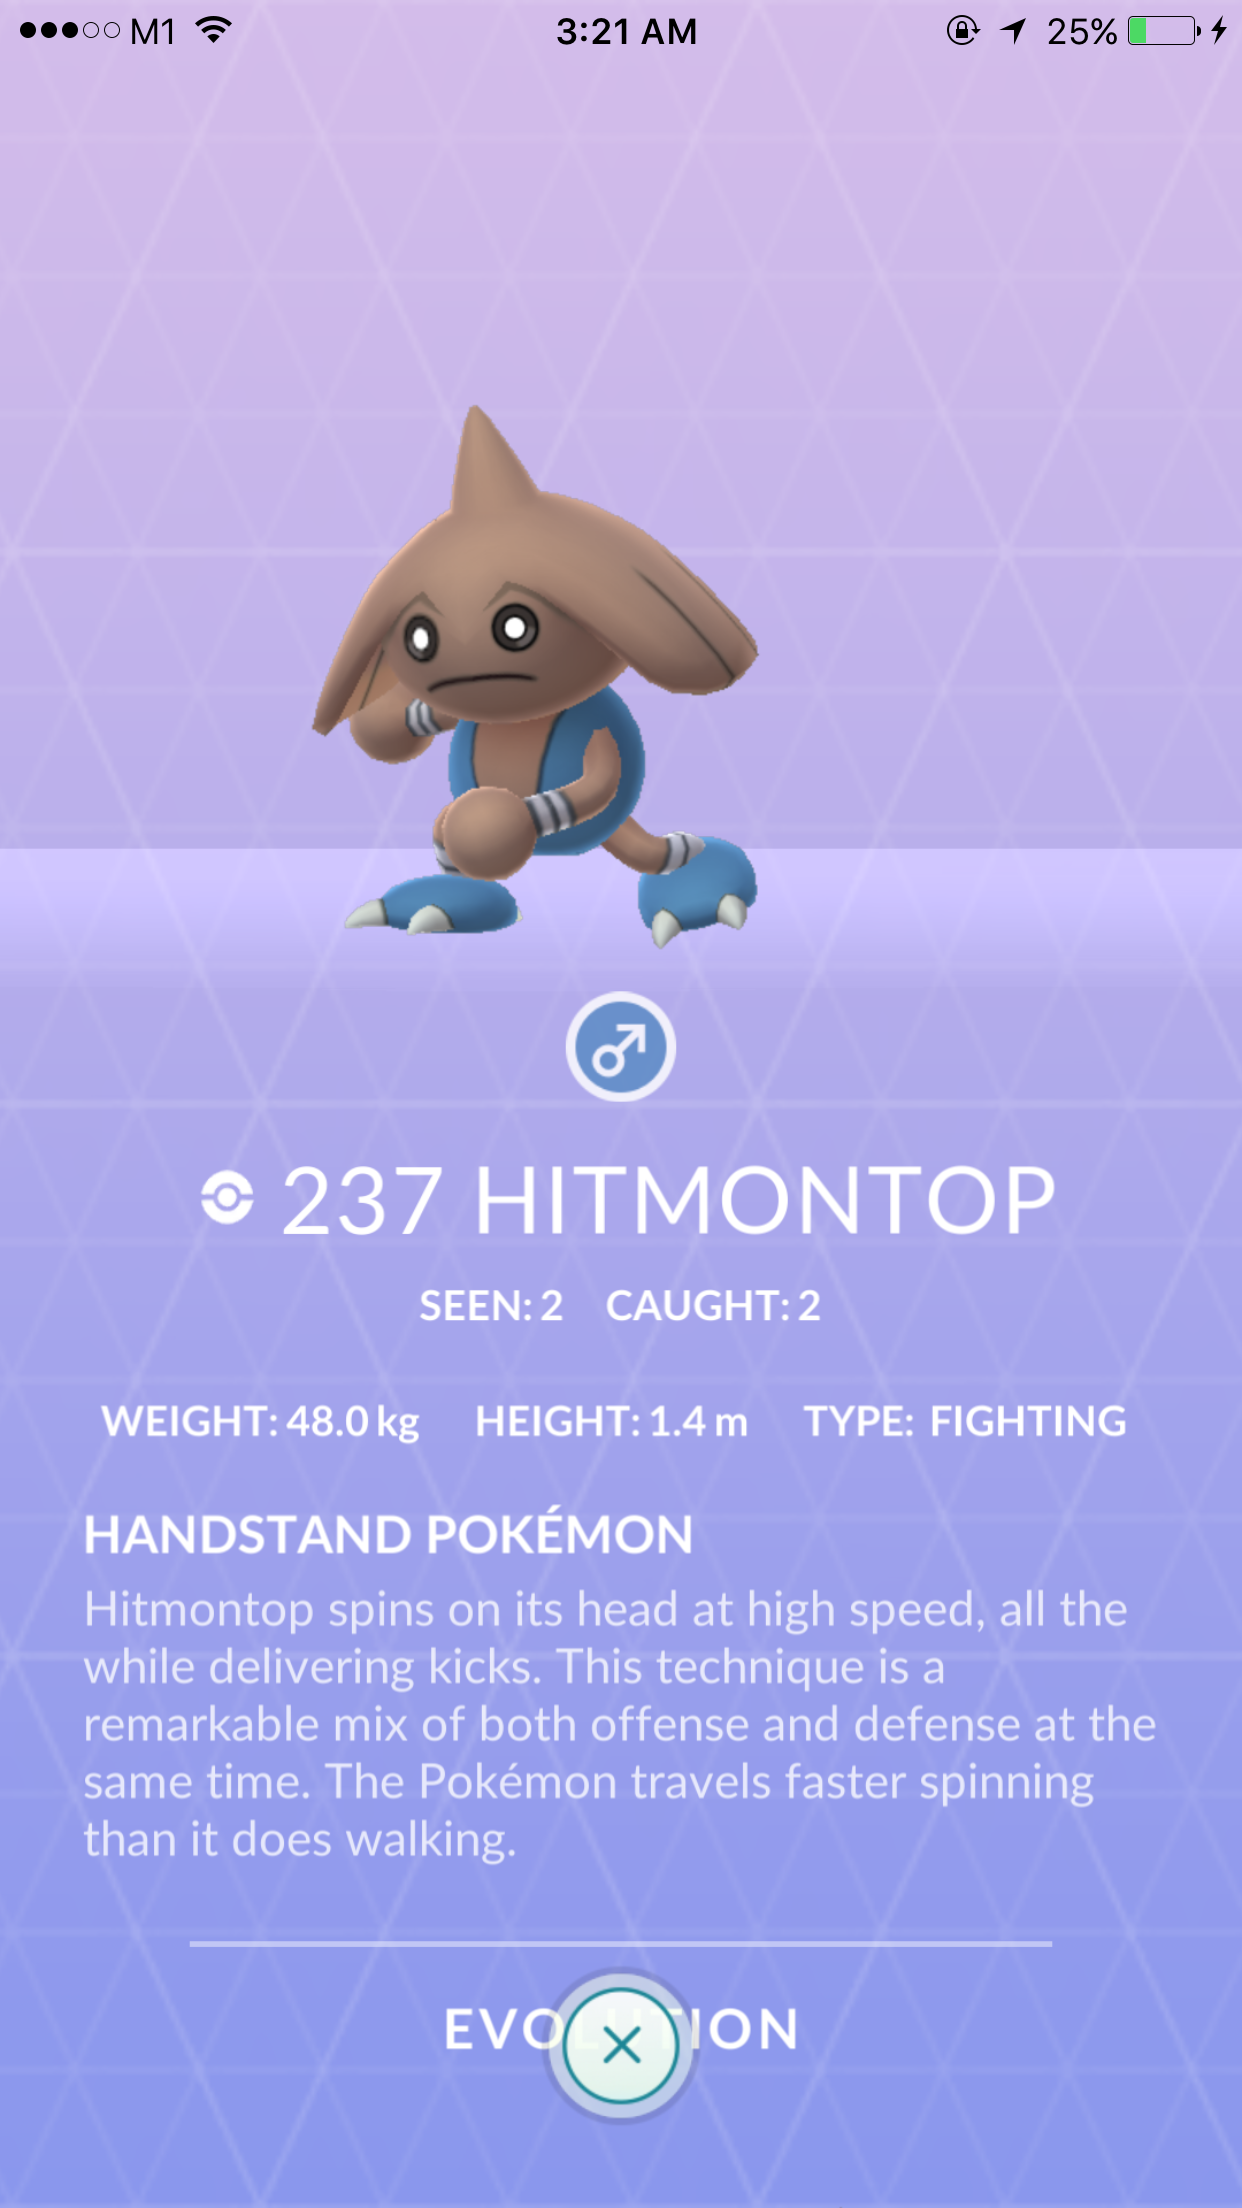 M1 3:21 AM 25%
237 HITMONTOP
SEEN: 2 CAUGHT: 2
WEIGHT: 48.0 kg HEIGHT: 1.4 m TYPE: FIGHTING
HANDSTAND POKÉMON
Hitmontop spins on its head at high speed, all the
while delivering kicks. This technique is a
remarkable mix of both offense and defense at the
same time. The Pokémon travels faster spinning
than it does walking.
EVOLUTION